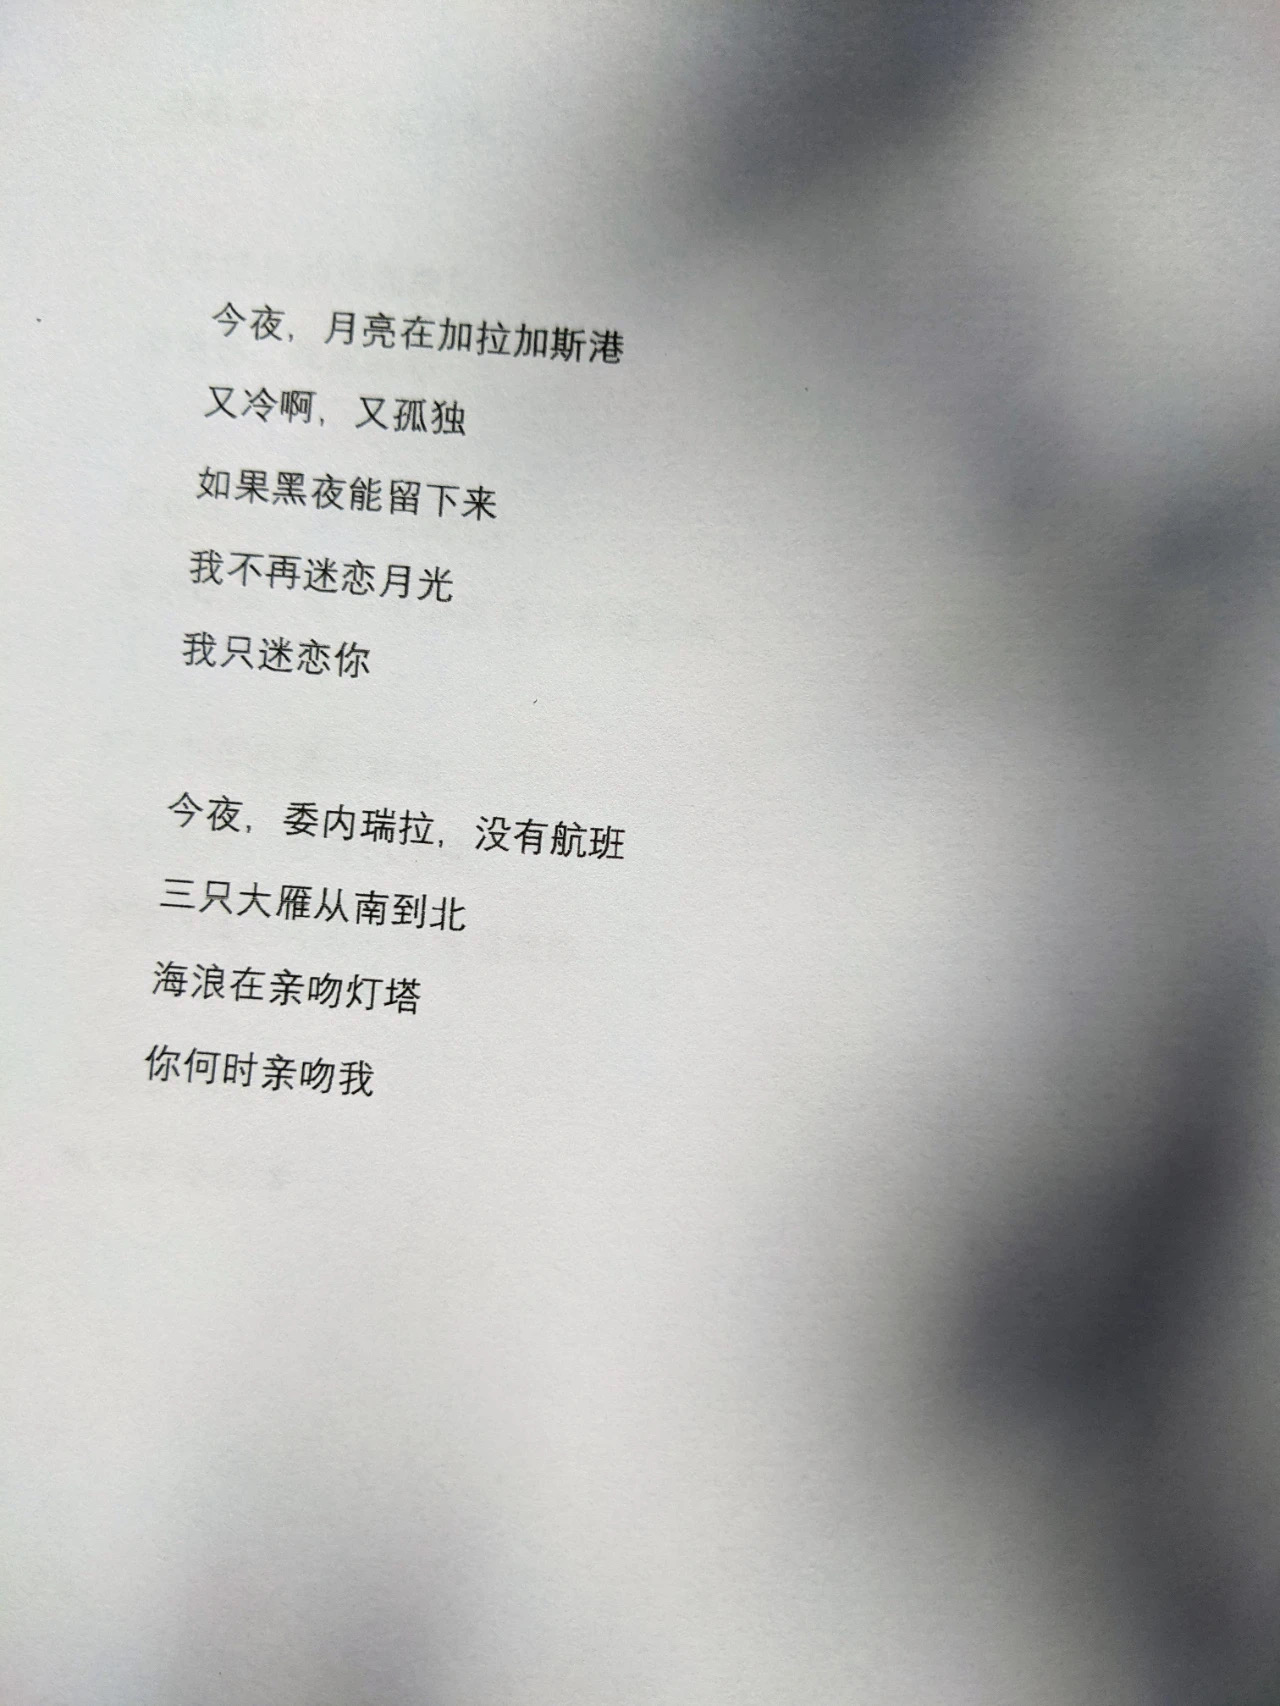 今夜，月亮在加拉加斯港
又冷啊，又孤独
如果黑夜能留下来
我不再迷恋月光
我只迷恋你
今夜，委内瑞拉，没有航班
三只大雁从南到北
海浪在亲吻灯塔
你何时亲吻我